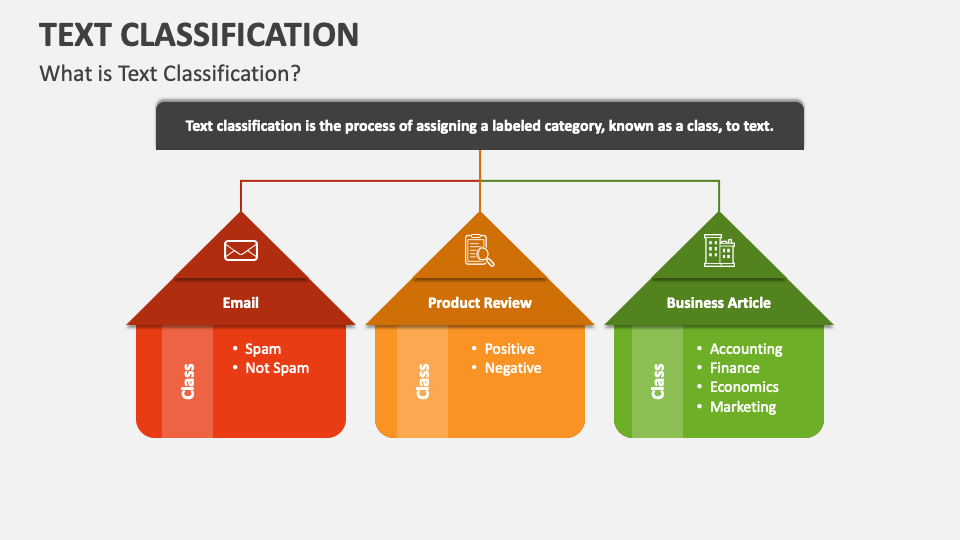 TEXT CLASSIFICATION
What is Text Classification?
Text classification is the process of assigning a labeled category, known as a class, to text.
Email
Class
• Spam
• Not Spam
Product Review
Class
• Positive
• Negative
Business Article
Class
• Accounting
• Finance
• Economics
• Marketing